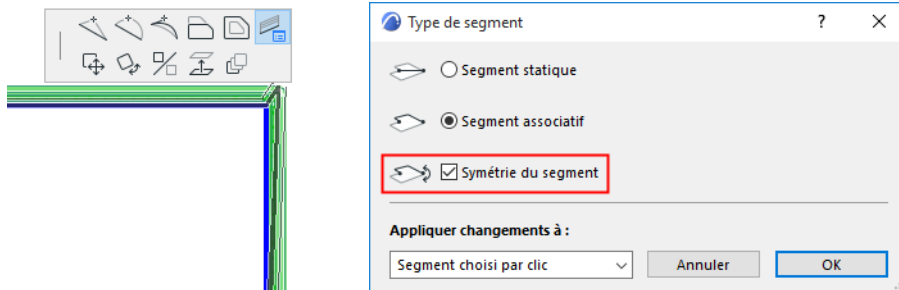 Type de segment
?
Segment statique
Segment associatif
Symétrie du segment
Appliquer changements à :
Segment choisi par clic
Annuler
OK